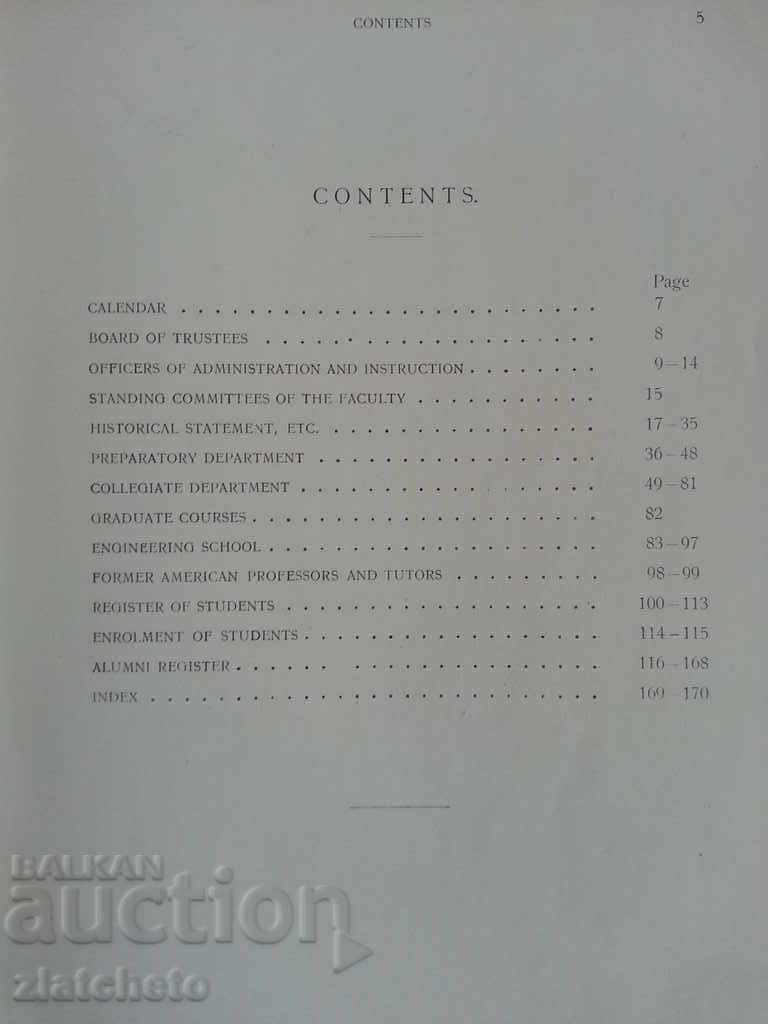 CONTENTS 5
CONTENTS.
Page
CALENDAR . . . . . . . . . . . . . . . . . . . . . . . . . 7
BOARD OF TRUSTEES . . . . . . . . . . . . . . . . . . . 8
OFFICERS OF ADMINISTRATION AND INSTRUCTION . . . . . . . . 9–14
STANDING COMMITTEES OF THE FACULTY . . . . . . . . . . . 15
HISTORICAL STATEMENT, ETC. . . . . . . . . . . . . . . . . 17–35
PREPARATORY DEPARTMENT . . . . . . . . . . . . . . . . . 36–48
COLLEGIATE DEPARTMENT . . . . . . . . . . . . . . . . . . 49–81
GRADUATE COURSES . . . . . . . . . . . . . . . . . . . . . 82
ENGINEERING SCHOOL . . . . . . . . . . . . . . . . . . . . 83–97
FORMER AMERICAN PROFESSORS AND TUTORS . . . . . . . . . 98–99
REGISTER OF STUDENTS . . . . . . . . . . . . . . . . . . . 100–113
ENROLMENT OF STUDENTS . . . . . . . . . . . . . . . . . . 114–115
ALUMNI REGISTER . . . . . . . . . . . . . . . . . . . . . 116–168
INDEX . . . . . . . . . . . . . . . . . . . . . . . . . . 169–170
BALKAN
auction
zlatcheto